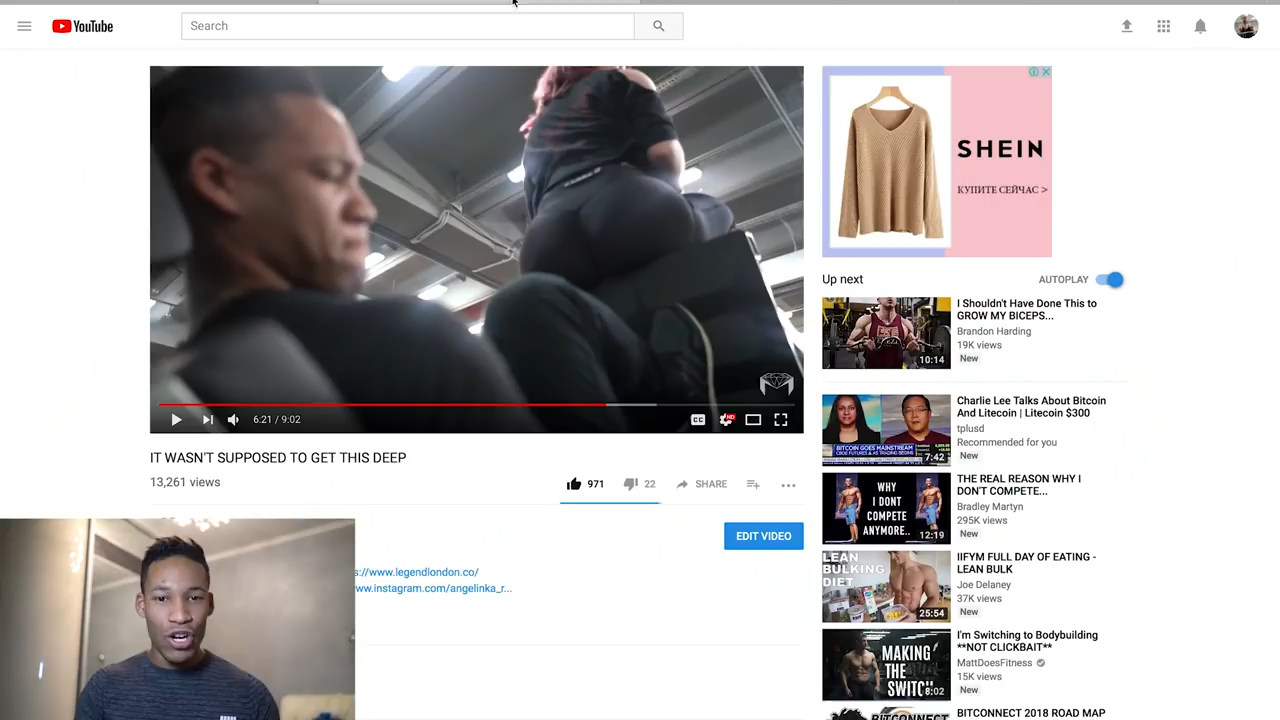 YouTube
Search
SHEIN
КУПИТЕ СЕЙЧАС >
Up next
AUTOPLAY
I Shouldn't Have Done This to
GROW MY BICEPS...
Brandon Harding
19K views
New
10:14
6:21 / 9:02
CC
HD
IT WASN'T SUPPOSED TO GET THIS DEEP
13,261 views
971
22
SHARE
Charlie Lee Talks About Bitcoin
And Litecoin | Litecoin $300
tplusd
Recommended for you
New
BITCOIN GOES MAINSTREAM
7:42
THE REAL REASON WHY I
DON'T COMPETE...
Bradley Martyn
295K views
New
WHY
I DONT
COMPETE
ANYMORE..
12:19
EDIT VIDEO
s://www.legendlondon.co/
ww.instagram.com/angelinka_r...
IIFYM FULL DAY OF EATING -
LEAN BULK
Joe Delaney
37K views
New
LEAN
BULKING
DIET
25:54
I'm Switching to Bodybuilding
**NOT CLICKBAIT**
MattDoesFitness
15K views
New
MAKING
THE
SWITC
8:02
BITCONNECT 2018 ROAD MAP
BITCONNECT